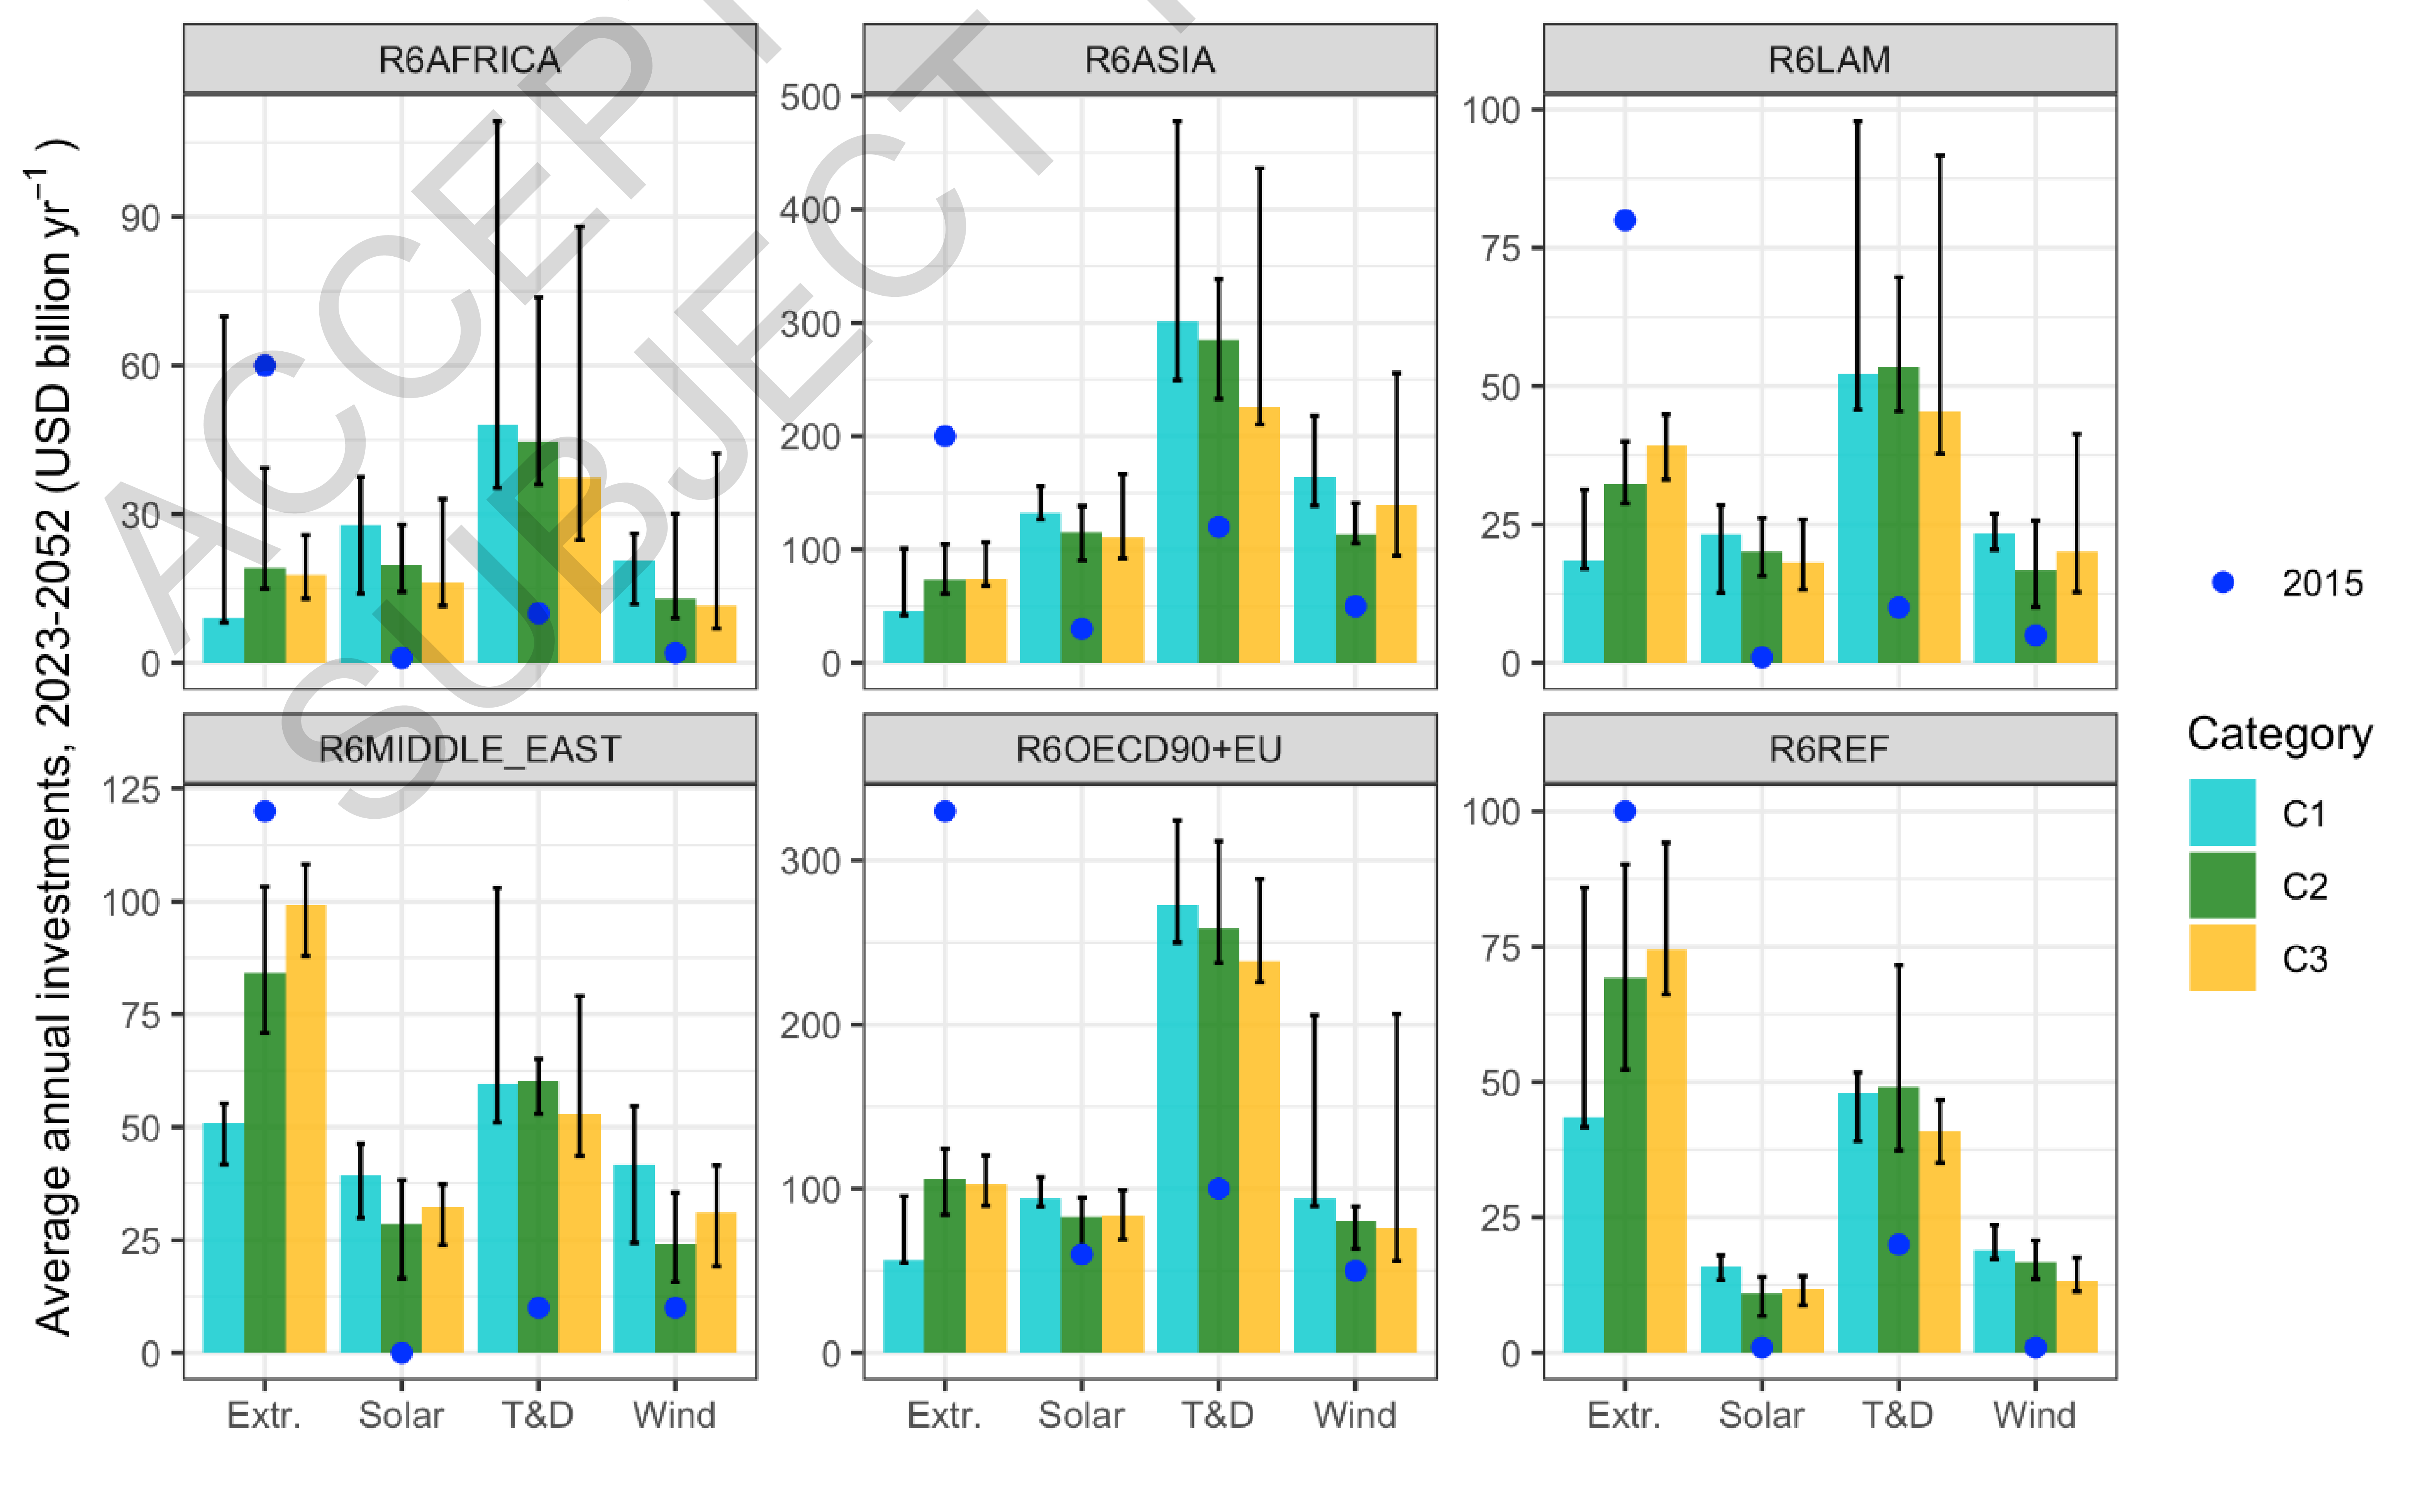 R6AFRICA
R6ASIA
R6LAM
90
60
30
0
500
400
300
200
100
0
100
75
50
25
0
R6MIDDLE_EAST
R6OECD90+EU
R6REF
125
100
75
50
25
0
300
200
100
0
100
75
50
25
0
Extr. Solar T&D Wind
Extr. Solar T&D Wind
Extr. Solar T&D Wind
Average annual investments, 2023-2052 (USD billion yr⁻¹ )
2015
Category
C1
C2
C3
ACCEP
SUBJECT